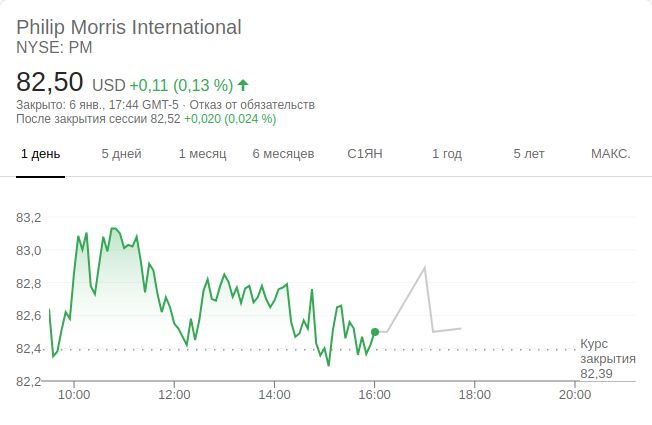 Philip Morris International
NYSE: PM
82,50 USD +0,11 (0,13 %)
Закрыто: 6 янв., 17:44 GMT-5 · Отказ от обязательств
После закрытия сессии 82,52 +0,020 (0,024 %)
1 день 5 дней 1 месяц 6 месяцев С1ЯН 1 год 5 лет МАКС.
83,2
83,0
82,8
82,6
82,4
82,2
Курс
закрытия
82,39
10:00 12:00 14:00 16:00 18:00 20:00